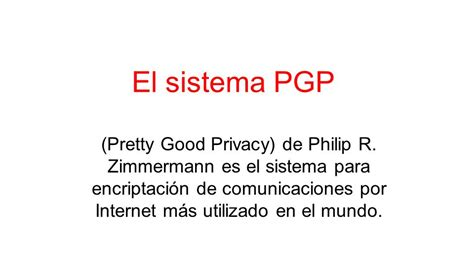 El sistema PGP
(Pretty Good Privacy) de Philip R.
Zimmermann es el sistema para
encriptación de comunicaciones por
Internet más utilizado en el mundo.